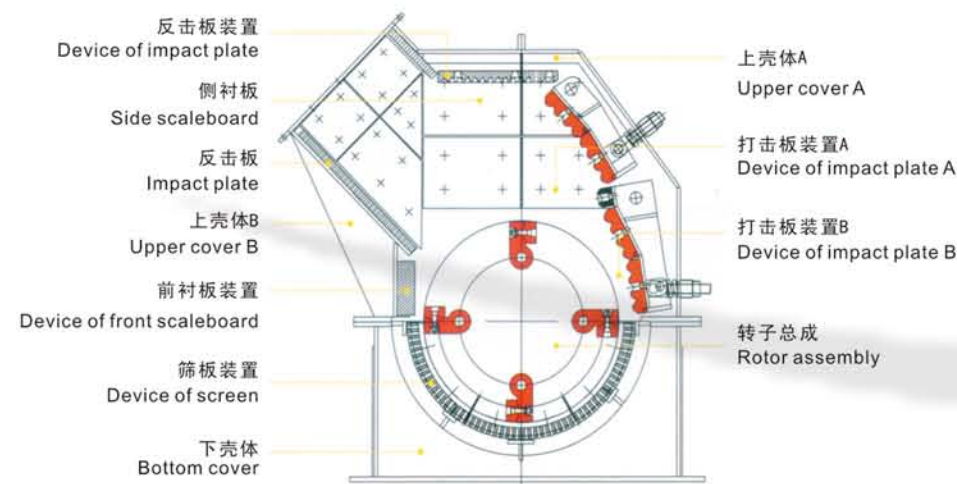 反击板装置
Device of impact plate
侧衬板
Side scaleboard
反击板
Impact plate
上壳体B
Upper cover B
前衬板装置
Device of front scaleboard
筛板装置
Device of screen
下壳体
Bottom cover
上壳体A
Upper cover A
打击板装置A
Device of impact plate A
打击板装置B
Device of impact plate B
转子总成
Rotor assembly